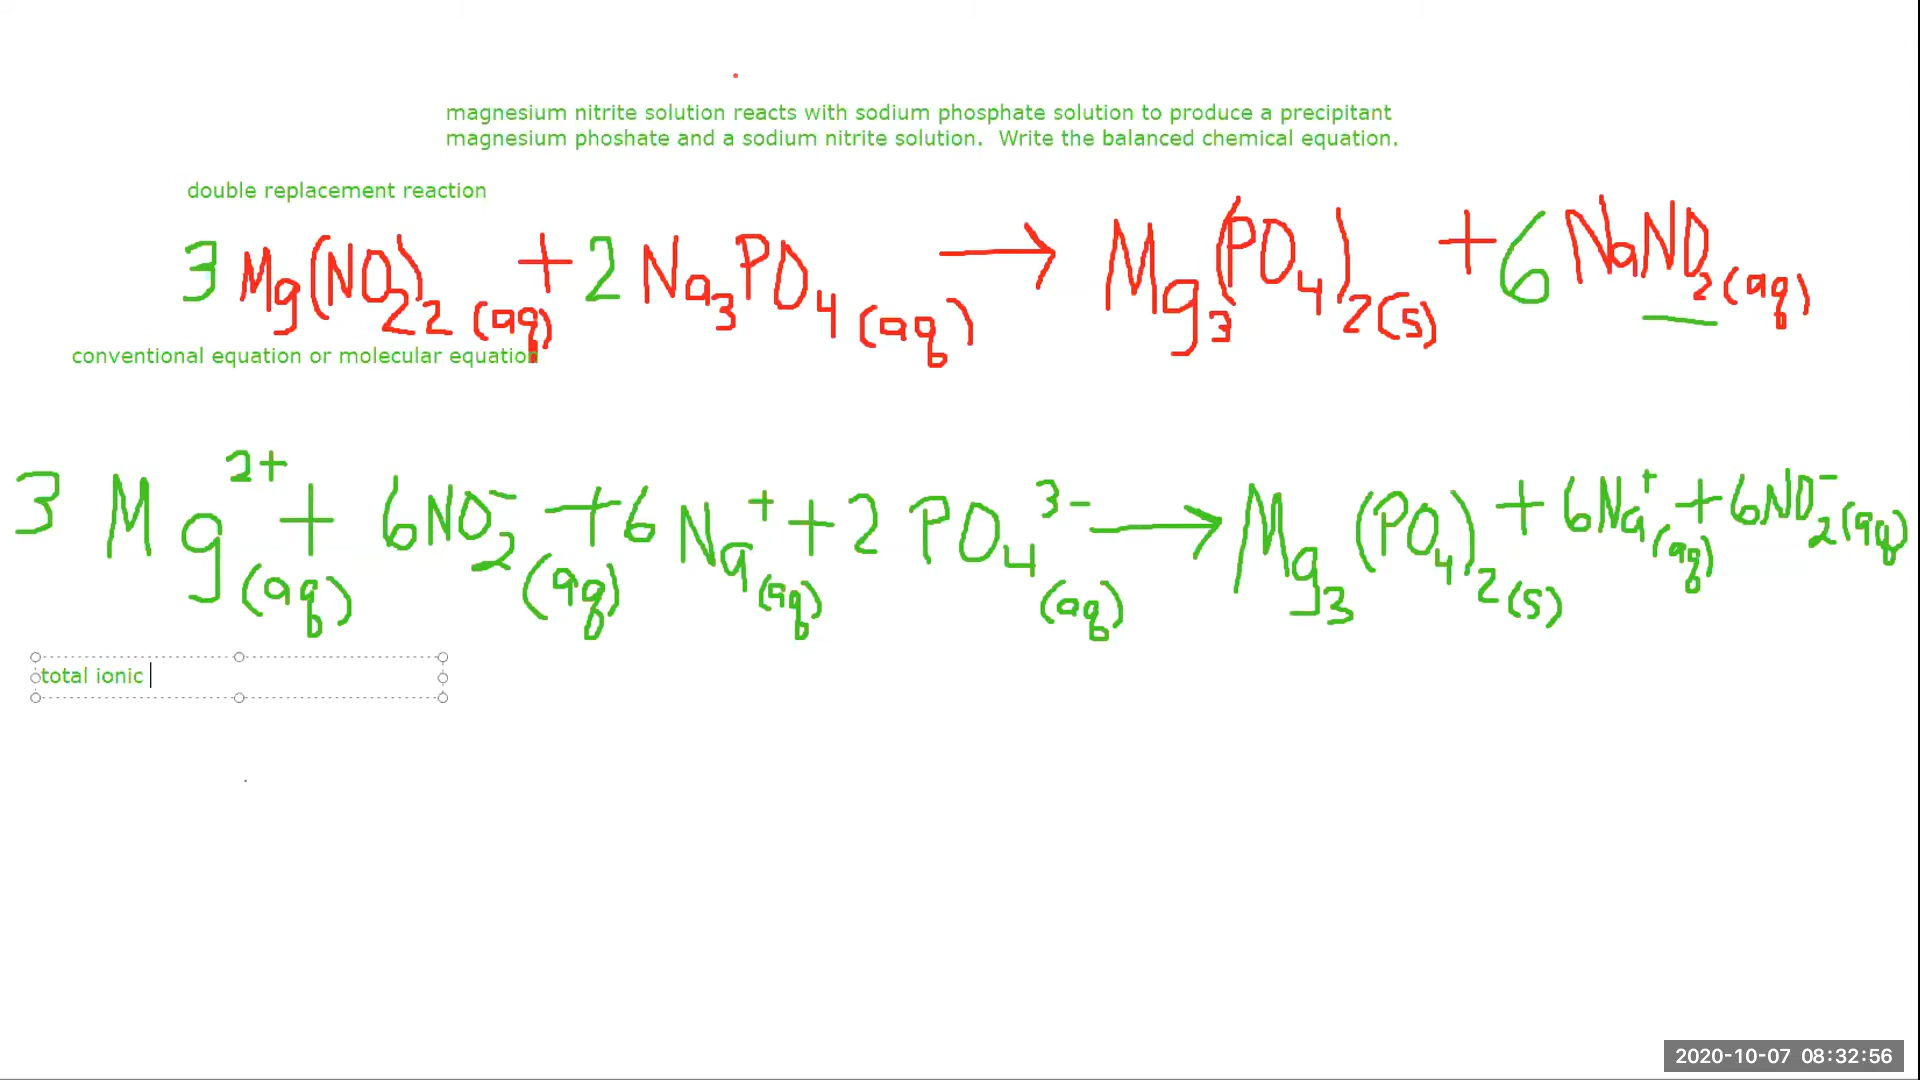 magnesium nitrite solution reacts with sodium phosphate solution to produce a precipitant
magnesium phoshate and a sodium nitrite solution. Write the balanced chemical equation.
double replacement reaction
3 Mg(NO₂)₂ (aq) + 2 Na₃PO₄ (aq) → Mg₃(PO₄)₂ (s) + 6 NaNO₂ (aq)
conventional equation or molecular equation
3 Mg²⁺ (aq) + 6NO₂⁻ (aq) + 6 Na⁺ (aq) + 2 PO₄³⁻ (aq) → Mg₃(PO₄)₂ (s) + 6Na⁺ (aq) + 6NO₂⁻ (aq)
total ionic
2020-10-07 08:32:56